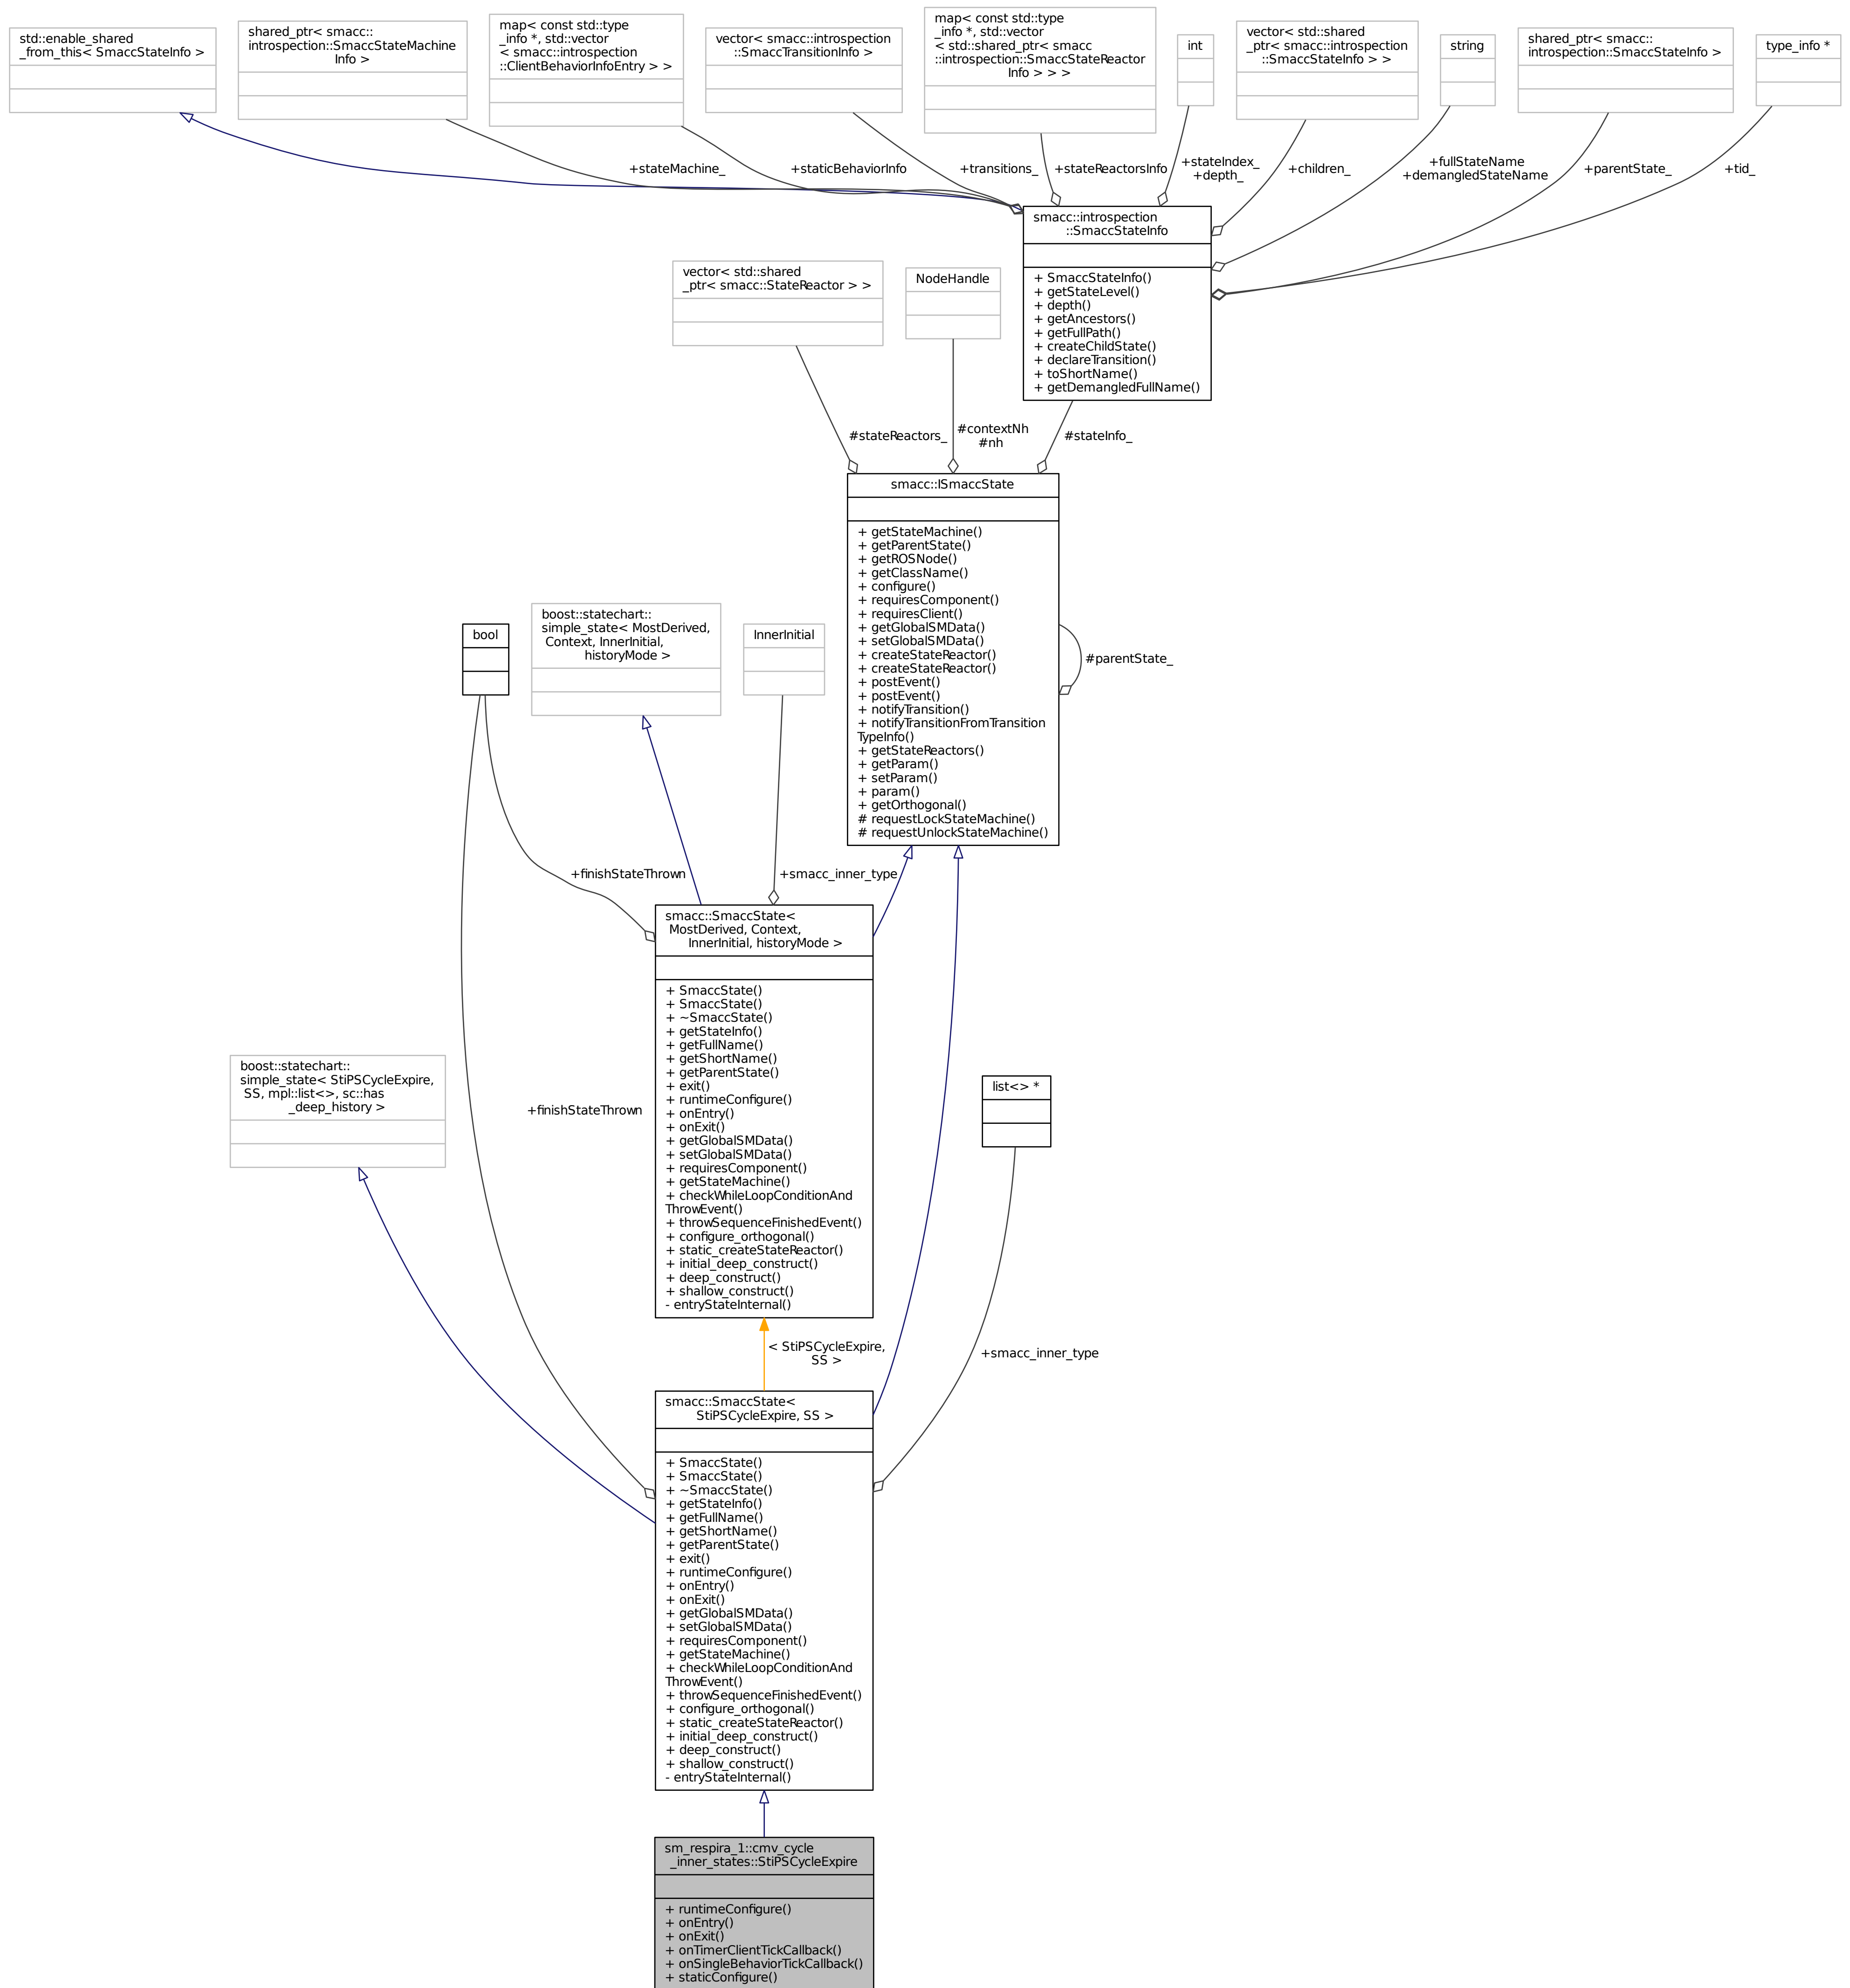 std::enable_shared
_from_this< SmaccStateInfo >
shared_ptr< smacc::
introspection::SmaccStateMachine
Info >
map< const std::type
_info *, std::vector
< smacc::introspection
::ClientBehaviorInfoEntry > >
vector< smacc::introspection
::SmaccTransitionInfo >
map< const std::type
_info *, std::vector
< std::shared_ptr< smacc
::introspection::SmaccStateReactor
Info > > >
int
vector< std::shared
_ptr< smacc::introspection
::SmaccStateInfo > >
string
shared_ptr< smacc::
introspection::SmaccStateInfo >
type_info *
+stateMachine_
+staticBehaviorInfo
+transitions_
+stateReactorsInfo
+stateIndex_
+depth_
+children_
+fullStateName
+demangledStateName
+parentState_
+tid_
smacc::introspection
::SmaccStateInfo
+ SmaccStateInfo()
+ getStateLevel()
+ depth()
+ getAncestors()
+ getFullPath()
+ createChildState()
+ declareTransition()
+ toShortName()
+ getDemangledFullName()
vector< std::shared
_ptr< smacc::StateReactor > >
NodeHandle
#stateReactors_
#contextNh
#nh
#stateInfo_
smacc::ISmaccState
+ getStateMachine()
+ getParentState()
+ getROSNode()
+ getClassName()
+ configure()
+ requiresComponent()
+ requiresClient()
+ getGlobalSMData()
+ setGlobalSMData()
+ createStateReactor()
+ createStateReactor()
+ postEvent()
+ postEvent()
+ notifyTransition()
+ notifyTransitionFromTransition
TypeInfo()
+ getStateReactors()
+ getParam()
+ setParam()
+ param()
+ getOrthogonal()
# requestLockStateMachine()
# requestUnlockStateMachine()
#parentState_
bool
boost::statechart::
simple_state< MostDerived,
Context, InnerInitial,
historyMode >
InnerInitial
+finishStateThrown
+smacc_inner_type
smacc::SmaccState<
MostDerived, Context,
InnerInitial, historyMode >
+ SmaccState()
+ SmaccState()
+ ~SmaccState()
+ getStateInfo()
+ getFullName()
+ getShortName()
+ getParentState()
+ exit()
+ runtimeConfigure()
+ onEntry()
+ onExit()
+ getGlobalSMData()
+ setGlobalSMData()
+ requiresComponent()
+ getStateMachine()
+ checkWhileLoopConditionAnd
ThrowEvent()
+ throwSequenceFinishedEvent()
+ configure_orthogonal()
+ static_createStateReactor()
+ initial_deep_construct()
+ deep_construct()
+ shallow_construct()
- entryStateInternal()
boost::statechart::
simple_state< StiPSCycleExpire,
SS, mpl::list<>, sc::has
_deep_history >
+finishStateThrown
list<> *
< StiPSCycleExpire,
SS >
+smacc_inner_type
smacc::SmaccState<
StiPSCycleExpire, SS >
+ SmaccState()
+ SmaccState()
+ ~SmaccState()
+ getStateInfo()
+ getFullName()
+ getShortName()
+ getParentState()
+ exit()
+ runtimeConfigure()
+ onEntry()
+ onExit()
+ getGlobalSMData()
+ setGlobalSMData()
+ requiresComponent()
+ getStateMachine()
+ checkWhileLoopConditionAnd
ThrowEvent()
+ throwSequenceFinishedEvent()
+ configure_orthogonal()
+ static_createStateReactor()
+ initial_deep_construct()
+ deep_construct()
+ shallow_construct()
- entryStateInternal()
sm_respira_1::cmv_cycle
_inner_states::StiPSCycleExpire
+ runtimeConfigure()
+ onEntry()
+ onExit()
+ onTimerClientTickCallback()
+ onSingleBehaviorTickCallback()
+ staticConfigure()